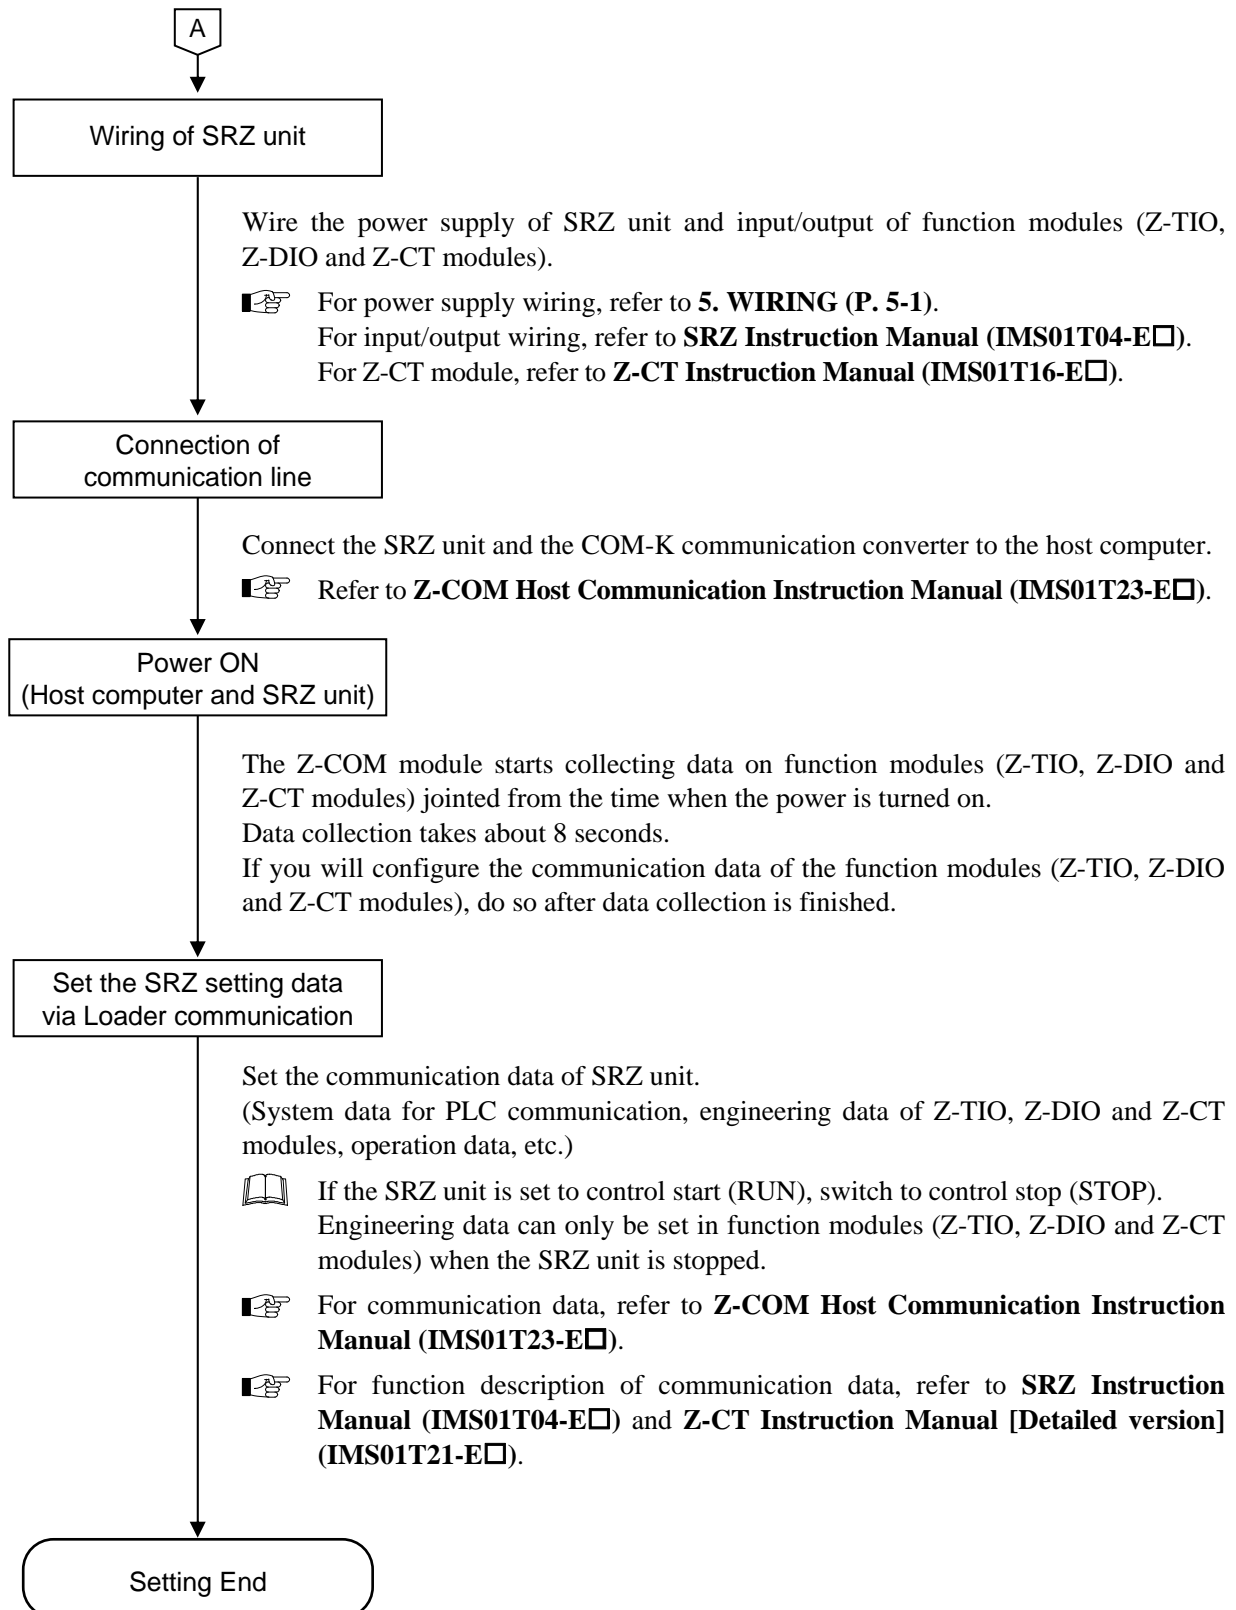 A
Wiring of SRZ unit
Wire the power supply of SRZ unit and input/output of function modules (Z-TIO,
Z-DIO and Z-CT modules).
For power supply wiring, refer to 5. WIRING (P. 5-1).
For input/output wiring, refer to SRZ Instruction Manual (IMS01T04-E□).
For Z-CT module, refer to Z-CT Instruction Manual (IMS01T16-E□).
Connection of
communication line
Connect the SRZ unit and the COM-K communication converter to the host computer.
Refer to Z-COM Host Communication Instruction Manual (IMS01T23-E□).
Power ON
(Host computer and SRZ unit)
The Z-COM module starts collecting data on function modules (Z-TIO, Z-DIO and
Z-CT modules) jointed from the time when the power is turned on.
Data collection takes about 8 seconds.
If you will configure the communication data of the function modules (Z-TIO, Z-DIO
and Z-CT modules), do so after data collection is finished.
Set the SRZ setting data
via Loader communication
Set the communication data of SRZ unit.
(System data for PLC communication, engineering data of Z-TIO, Z-DIO and Z-CT
modules, operation data, etc.)
If the SRZ unit is set to control start (RUN), switch to control stop (STOP).
Engineering data can only be set in function modules (Z-TIO, Z-DIO and Z-CT
modules) when the SRZ unit is stopped.
For communication data, refer to Z-COM Host Communication Instruction
Manual (IMS01T23-E□).
For function description of communication data, refer to SRZ Instruction
Manual (IMS01T04-E□) and Z-CT Instruction Manual [Detailed version]
(IMS01T21-E□).
Setting End